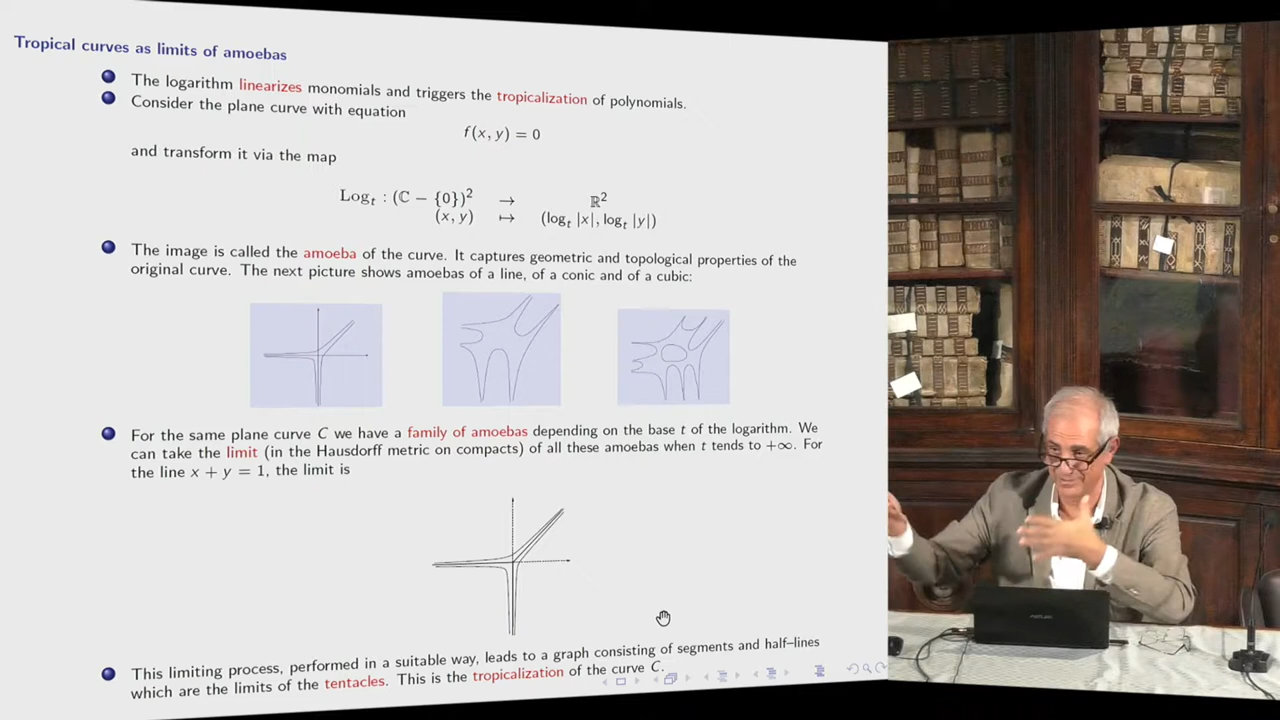 Tropical curves as limits of amoebas
The logarithm linearizes monomials and triggers the tropicalization of polynomials.
Consider the plane curve with equation
f(x, y) = 0
and transform it via the map
Log_t : (ℂ − {0})² → ℝ²
(x, y) ↦ (log_t |x|, log_t |y|)
The image is called the amoeba of the curve. It captures geometric and topological properties of the
original curve. The next picture shows amoebas of a line, of a conic and of a cubic:
For the same plane curve C we have a family of amoebas depending on the base t of the logarithm. We
can take the limit (in the Hausdorff metric on compacts) of all these amoebas when t tends to +∞. For
the line x + y = 1, the limit is
This limiting process, performed in a suitable way, leads to a graph consisting of segments and half–lines
which are the limits of the tentacles. This is the tropicalization of the curve C.